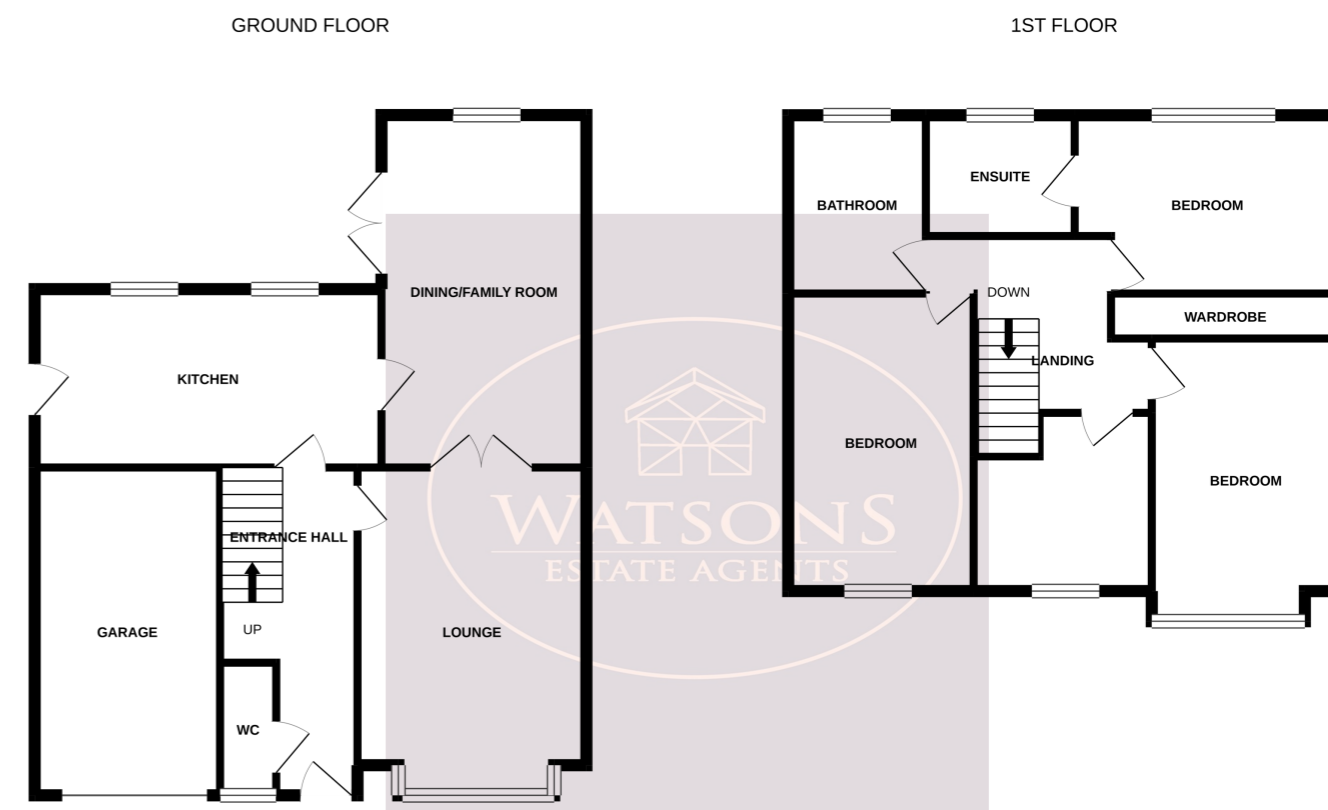 GROUND FLOOR
1ST FLOOR
DINING/FAMILY ROOM
KITCHEN
ENTRANCE HALL
GARAGE
UP
LOUNGE
WC
ENSUITE
BATHROOM
BEDROOM
DOWN
WARDROBE
LANDING
BEDROOM
BEDROOM
WATSONS
ESTATE AGENTS